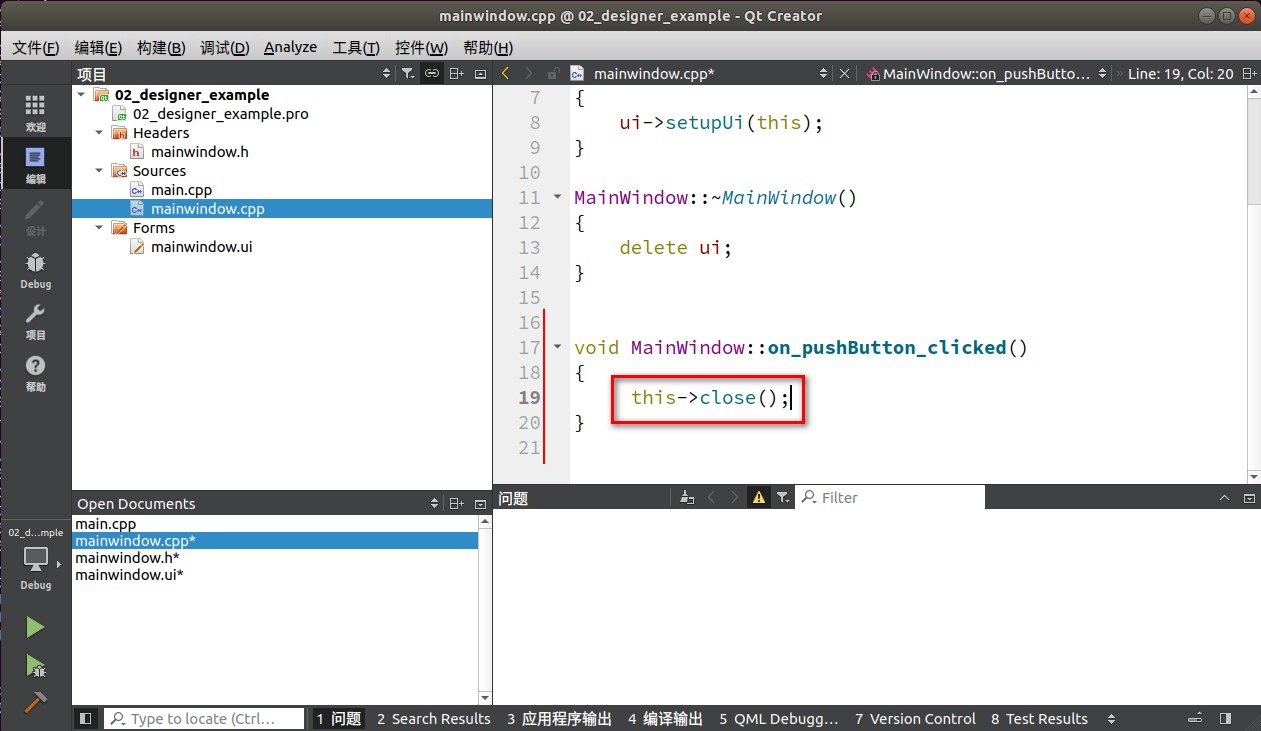 mainwindow.cpp @ 02_designer_example - Qt Creator
文件(F) 编辑(E) 构建(B) 调试(D) Analyze 工具(T) 控件(W) 帮助(H)
项目
mainwindow.cpp*
MainWindow::on_pushButto...
Line: 19, Col: 20
欢迎
编辑
设计
Debug
项目
帮助
02_designer_example
02_designer_example.pro
Headers
mainwindow.h
Sources
main.cpp
mainwindow.cpp
Forms
mainwindow.ui
7 {
8 ui->setupUi(this);
9 }
10
11 MainWindow::~MainWindow()
12 {
13 delete ui;
14 }
15
16
17 void MainWindow::on_pushButton_clicked()
18 {
19 this->close();
20 }
21
Open Documents
main.cpp
mainwindow.cpp*
mainwindow.h*
mainwindow.ui*
02_d...mple
Debug
问题
Filter
Type to locate (Ctrl...
1 问题 2 Search Results 3 应用程序输出 4 编译输出 5 QML Debugg... 7 Version Control 8 Test Results